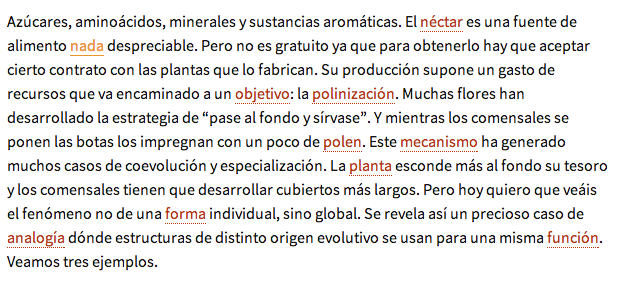 Azúcares, aminoácidos, minerales y sustancias aromáticas. El néctar es una fuente de
alimento nada despreciable. Pero no es gratuito ya que para obtenerlo hay que aceptar
cierto contrato con las plantas que lo fabrican. Su producción supone un gasto de
recursos que va encaminado a un objetivo: la polinización. Muchas flores han
desarrollado la estrategia de “pase al fondo y sírvase”. Y mientras los comensales se
ponen las botas los impregnan con un poco de polen. Este mecanismo ha generado
muchos casos de coevolución y especialización. La planta esconde más al fondo su tesoro
y los comensales tienen que desarrollar cubiertos más largos. Pero hoy quiero que veáis
el fenómeno no de una forma individual, sino global. Se revela así un precioso caso de
analogía dónde estructuras de distinto origen evolutivo se usan para una misma función.
Veamos tres ejemplos.